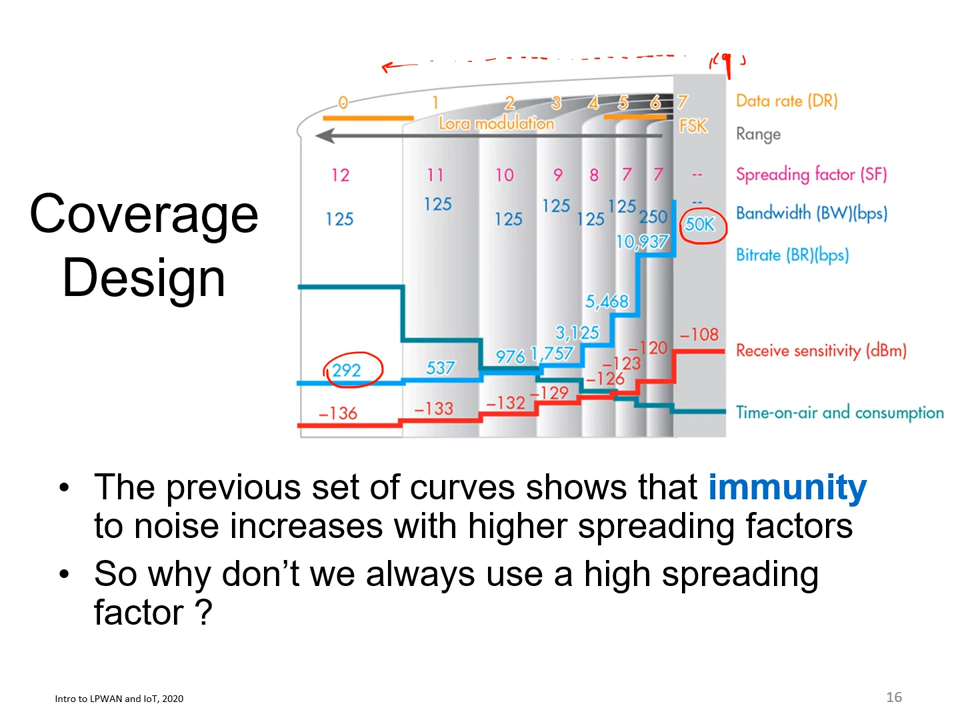 0 1 2 3 4 5 6 7 Data rate (DR)
Lora modulation FSK
Range
12 11 10 9 8 7 7 -- Spreading factor (SF)
Coverage
Design
125 125 125 125 125 125 250 -- Bandwidth (BW)(bps)
292 537 976 1,757 3,125 5,468 10,937 50K Bitrate (BR)(bps)
−136 −133 −132 −129 −126 −123 −120 −108 Receive sensitivity (dBm)
Time-on-air and consumption
• The previous set of curves shows that immunity
to noise increases with higher spreading factors
• So why don’t we always use a high spreading
factor ?
Intro to LPWAN and IoT, 2020
16